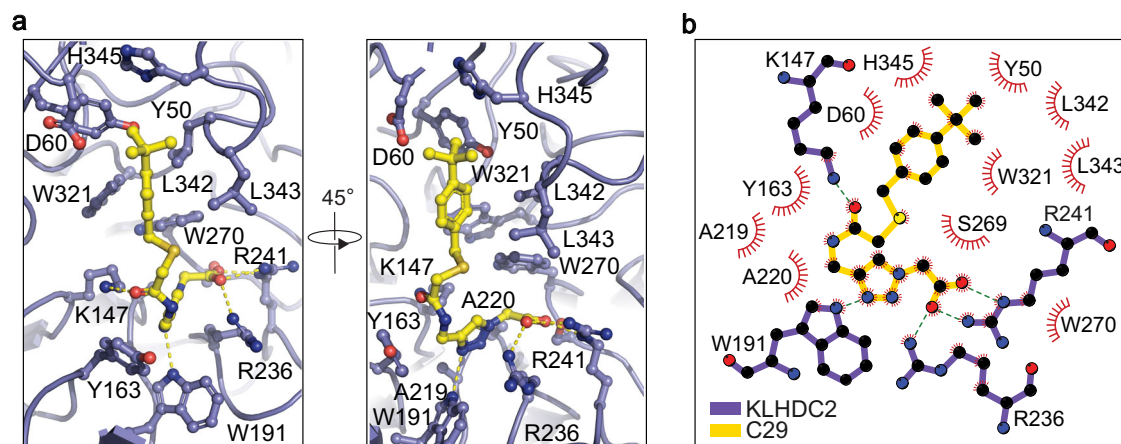 a
H345
Y50
D60
L342
L343
W321
W270
R241
K147
Y163
R236
W191
45°
H345
D60
Y50
W321
L342
L343
K147
W270
A220
Y163
R241
A219
W191
R236
b
K147
H345
Y50
D60
L342
L343
W321
Y163
A219
S269
R241
A220
W270
W191
R236
KLHDC2
C29